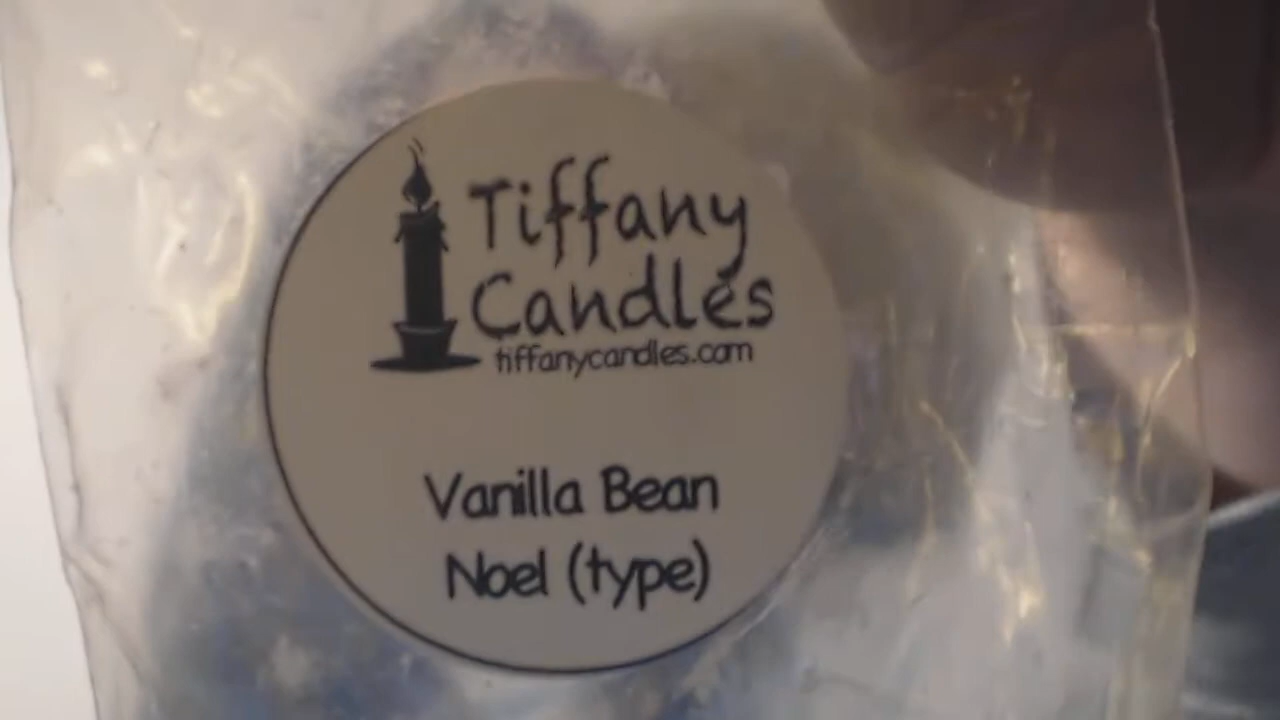 Tiffany
Candles
tiffanycandles.com
Vanilla Bean
Noel (type)